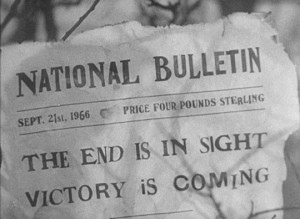 NATIONAL BULLETIN
SEPT. 21st, 1966 PRICE FOUR POUNDS STERLING
THE END IS IN SIGHT
VICTORY iS COMING